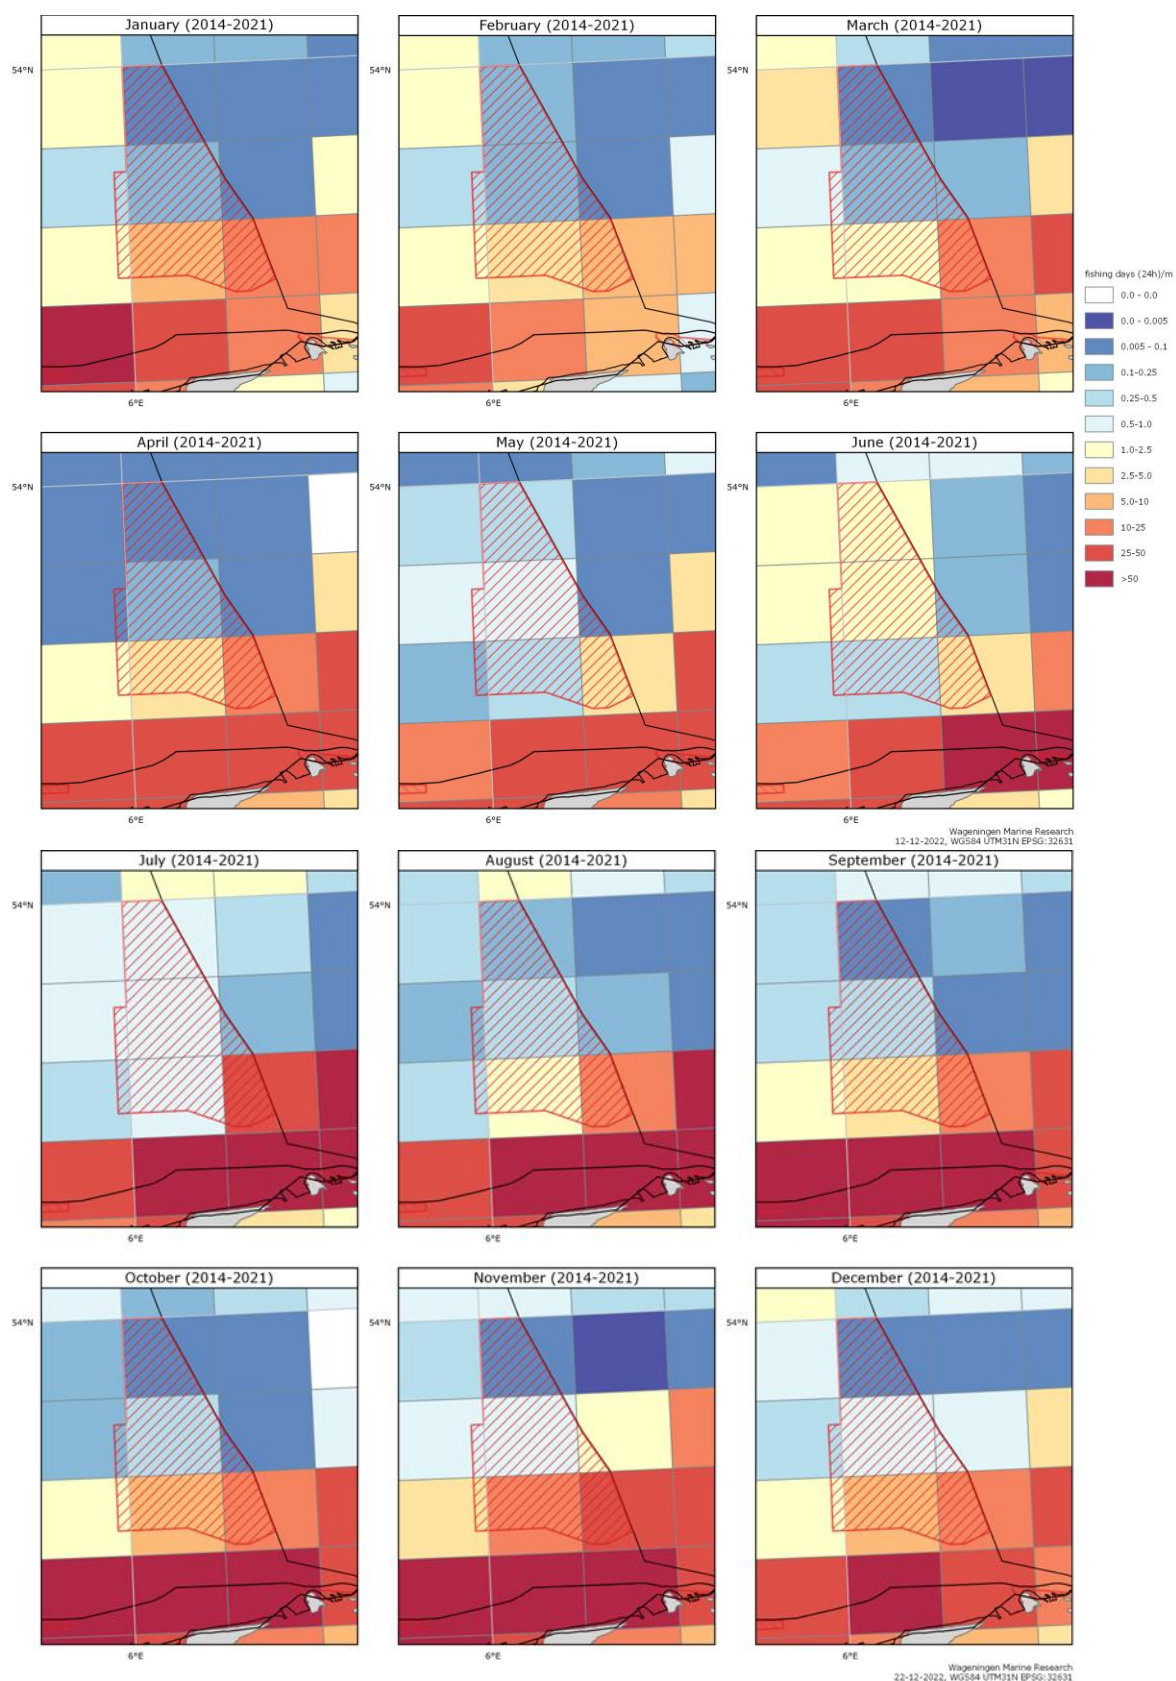 January (2014-2021)
February (2014-2021)
March (2014-2021)
54°N
54°N
54°N
6°E
6°E
6°E
fishing days (24h)/m
0.0 - 0.0
0.0 - 0.005
0.005 - 0.1
0.1-0.25
0.25-0.5
0.5-1.0
1.0-2.5
2.5-5.0
5.0-10
10-25
25-50
>50
April (2014-2021)
May (2014-2021)
June (2014-2021)
54°N
54°N
54°N
6°E
6°E
6°E
Wageningen Marine Research
12-12-2022, WGS84 UTM31N EPSG:32631
July (2014-2021)
August (2014-2021)
September (2014-2021)
54°N
54°N
54°N
6°E
6°E
6°E
October (2014-2021)
November (2014-2021)
December (2014-2021)
54°N
54°N
54°N
6°E
6°E
6°E
Wageningen Marine Research
22-12-2022, WGS84 UTM31N EPSG:32631